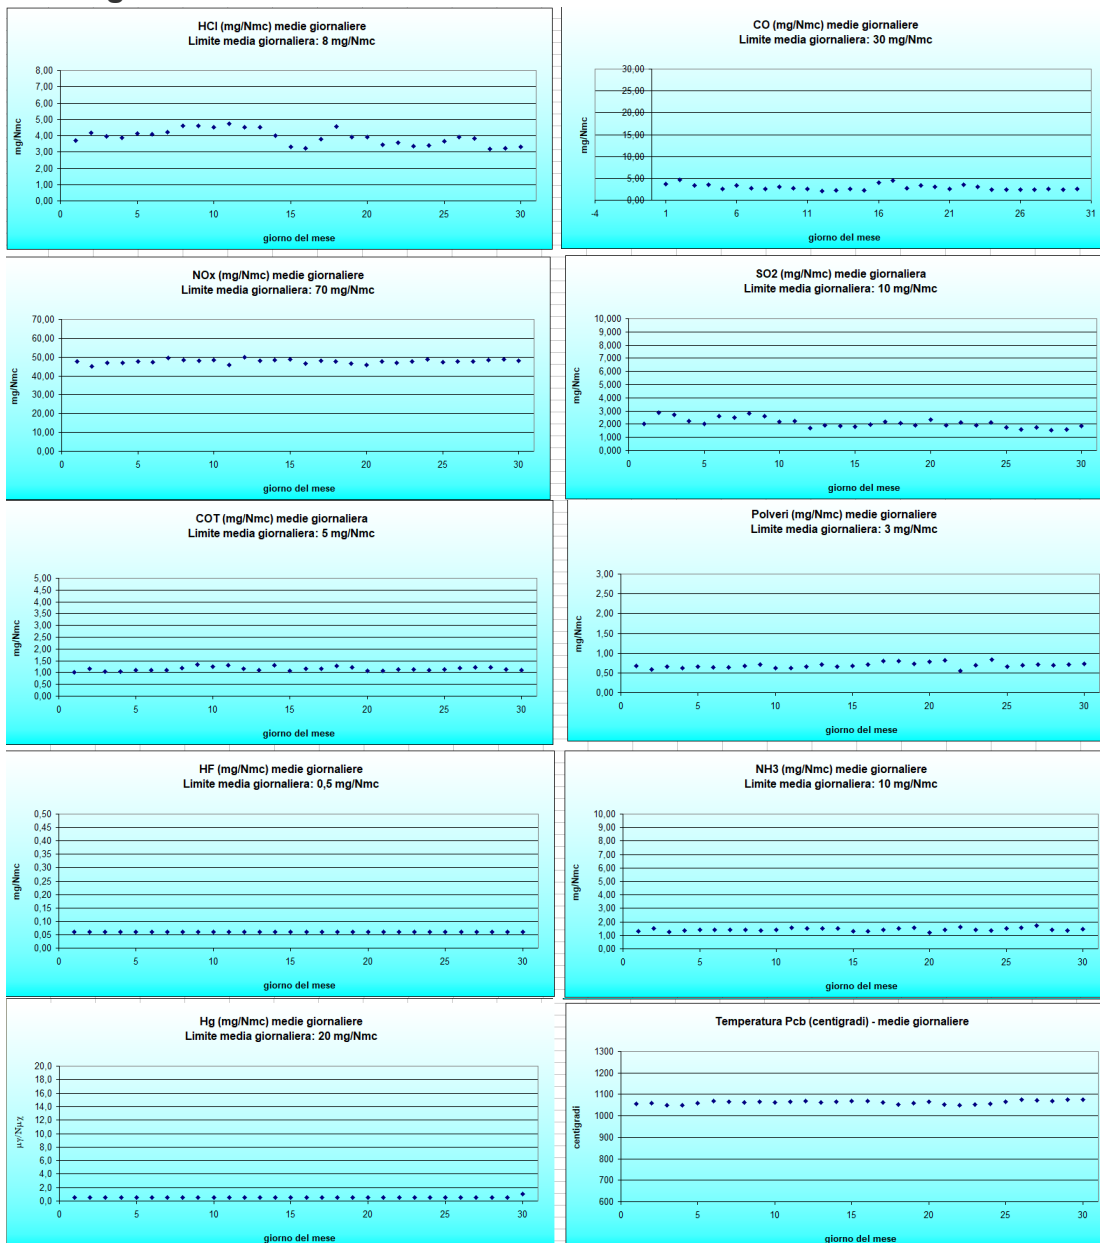 HCl (mg/Nmc) medie giornaliere
Limite media giornaliera: 8 mg/Nmc
8,00
7,00
6,00
5,00
4,00
3,00
2,00
1,00
0,00
mg/Nmc
0 5 10 15 20 25 30
giorno del mese
CO (mg/Nmc) medie giornaliere
Limite media giornaliera: 30 mg/Nmc
30,00
25,00
20,00
15,00
10,00
5,00
0,00
mg/Nmc
-4 1 6 11 16 21 26 31
giorno del mese
NOx (mg/Nmc) medie giornaliere
Limite media giornaliera: 70 mg/Nmc
70,00
60,00
50,00
40,00
30,00
20,00
10,00
0,00
mg/Nmc
0 5 10 15 20 25 30
giorno del mese
SO2 (mg/Nmc) medie giornaliera
Limite media giornaliera: 10 mg/Nmc
10,000
9,000
8,000
7,000
6,000
5,000
4,000
3,000
2,000
1,000
0,000
mg/Nmc
0 5 10 15 20 25 30
giorno del mese
COT (mg/Nmc) medie giornaliera
Limite media giornaliera: 5 mg/Nmc
5,00
4,50
4,00
3,50
3,00
2,50
2,00
1,50
1,00
0,50
0,00
mg/Nmc
0 5 10 15 20 25 30
giorno del mese
Polveri (mg/Nmc) medie giornaliere
Limite media giornaliera: 3 mg/Nmc
3,00
2,50
2,00
1,50
1,00
0,50
0,00
mg/Nmc
0 5 10 15 20 25 30
giorno del mese
HF (mg/Nmc) medie giornaliere
Limite media giornaliera: 0,5 mg/Nmc
0,50
0,45
0,40
0,35
0,30
0,25
0,20
0,15
0,10
0,05
0,00
mg/Nmc
0 5 10 15 20 25 30
giorno del mese
NH3 (mg/Nmc) medie giornaliere
Limite media giornaliera: 10 mg/Nmc
10,00
9,00
8,00
7,00
6,00
5,00
4,00
3,00
2,00
1,00
0,00
mg/Nmc
0 5 10 15 20 25 30
giorno del mese
Hg (mg/Nmc) medie giornaliere
Limite media giornaliera: 20 mg/Nmc
20,0
18,0
16,0
14,0
12,0
10,0
8,0
6,0
4,0
2,0
0,0
μγ/Νμχ
0 5 10 15 20 25 30
giorno del mese
Temperatura Pcb (centigradi) - medie giornaliere
1300
1200
1100
1000
900
800
700
600
centigradi
0 5 10 15 20 25 30
giorno del mese